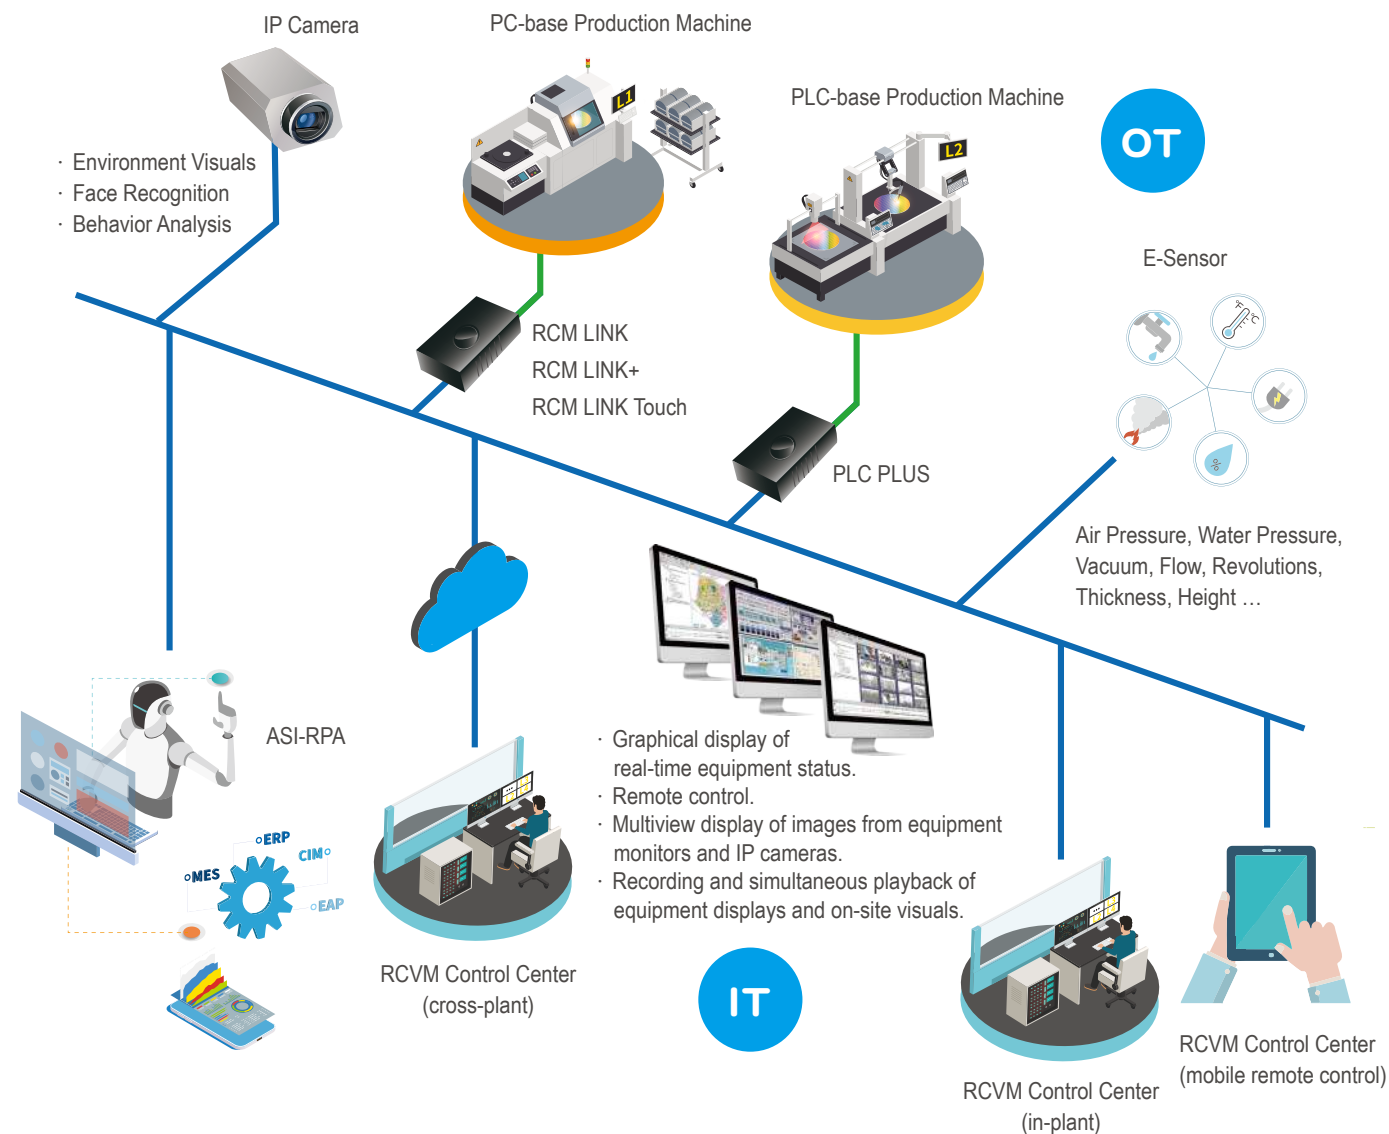 IP Camera
PC-base Production Machine
PLC-base Production Machine
OT
L1
L2
· Environment Visuals
· Face Recognition
· Behavior Analysis
E-Sensor
°F
°C
%
RCM LINK
RCM LINK+
RCM LINK Touch
PLC PLUS
Air Pressure, Water Pressure,
Vacuum, Flow, Revolutions,
Thickness, Height …
ASI-RPA
· Graphical display of
real-time equipment status.
· Remote control.
· Multiview display of images from equipment
monitors and IP cameras.
· Recording and simultaneous playback of
equipment displays and on-site visuals.
ERP
CIM
MES
EAP
RCVM Control Center
(cross-plant)
IT
RCVM Control Center
(in-plant)
RCVM Control Center
(mobile remote control)